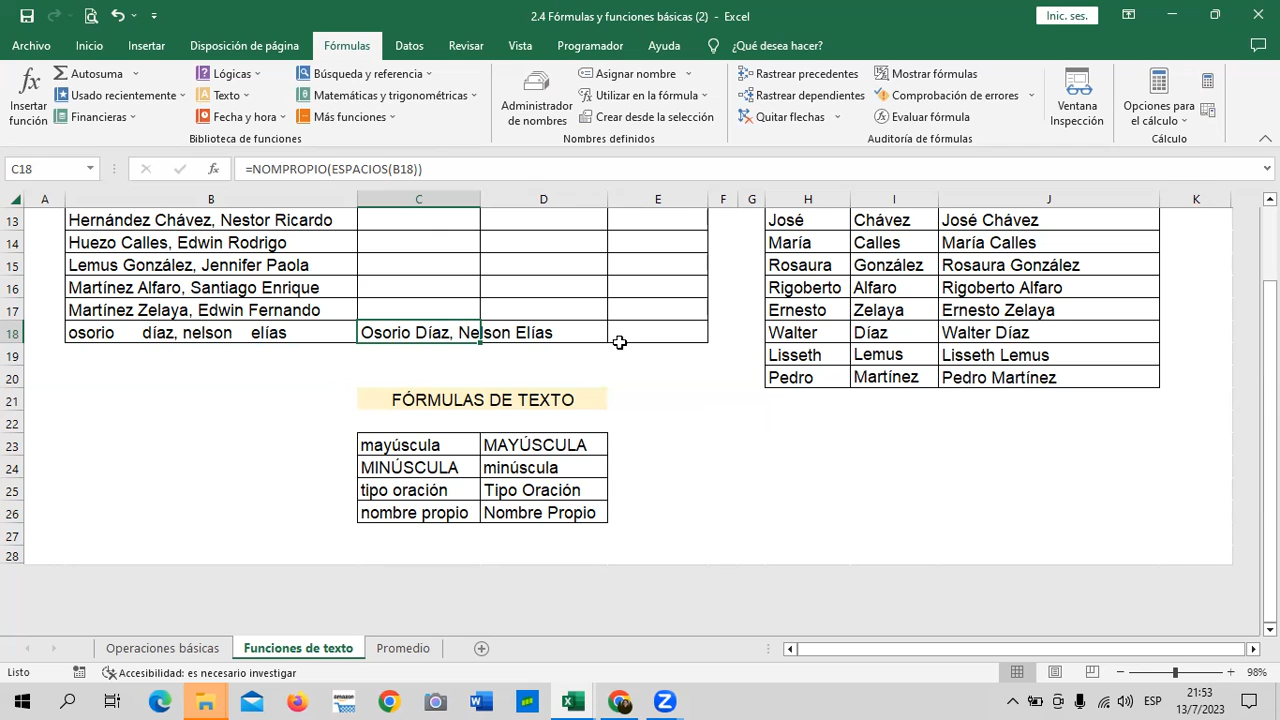 2.4 Fórmulas y funciones básicas (2) - Excel
Inic. ses.
Archivo Inicio Insertar Disposición de página Fórmulas Datos Revisar Vista Programador Ayuda ¿Qué desea hacer?
Insertar función
Autosuma
Usado recientemente
Financieras
Lógicas
Texto
Fecha y hora
Búsqueda y referencia
Matemáticas y trigonométricas
Más funciones
Biblioteca de funciones
Administrador de nombres
Asignar nombre
Utilizar en la fórmula
Crear desde la selección
Nombres definidos
Rastrear precedentes
Rastrear dependientes
Quitar flechas
Mostrar fórmulas
Comprobación de errores
Evaluar fórmula
Auditoría de fórmulas
Ventana Inspección
Opciones para el cálculo
Cálculo
C18 fx =NOMPROPIO(ESPACIOS(B18))
A B C D E F G H I J K
13 Hernández Chávez, Nestor Ricardo José Chávez José Chávez
14 Huezo Calles, Edwin Rodrigo María Calles María Calles
15 Lemus González, Jennifer Paola Rosaura González Rosaura González
16 Martínez Alfaro, Santiago Enrique Rigoberto Alfaro Rigoberto Alfaro
17 Martínez Zelaya, Edwin Fernando Ernesto Zelaya Ernesto Zelaya
18 osorio díaz, nelson elías Osorio Díaz, Nelson Elías Walter Díaz Walter Díaz
19 Lisseth Lemus Lisseth Lemus
20 Pedro Martínez Pedro Martínez
21 FÓRMULAS DE TEXTO
22
23 mayúscula MAYÚSCULA
24 MINÚSCULA minúscula
25 tipo oración Tipo Oración
26 nombre propio Nombre Propio
27
28
Operaciones básicas Funciones de texto Promedio
Listo Accesibilidad: es necesario investigar 98%
ESP 21:53
13/7/2023